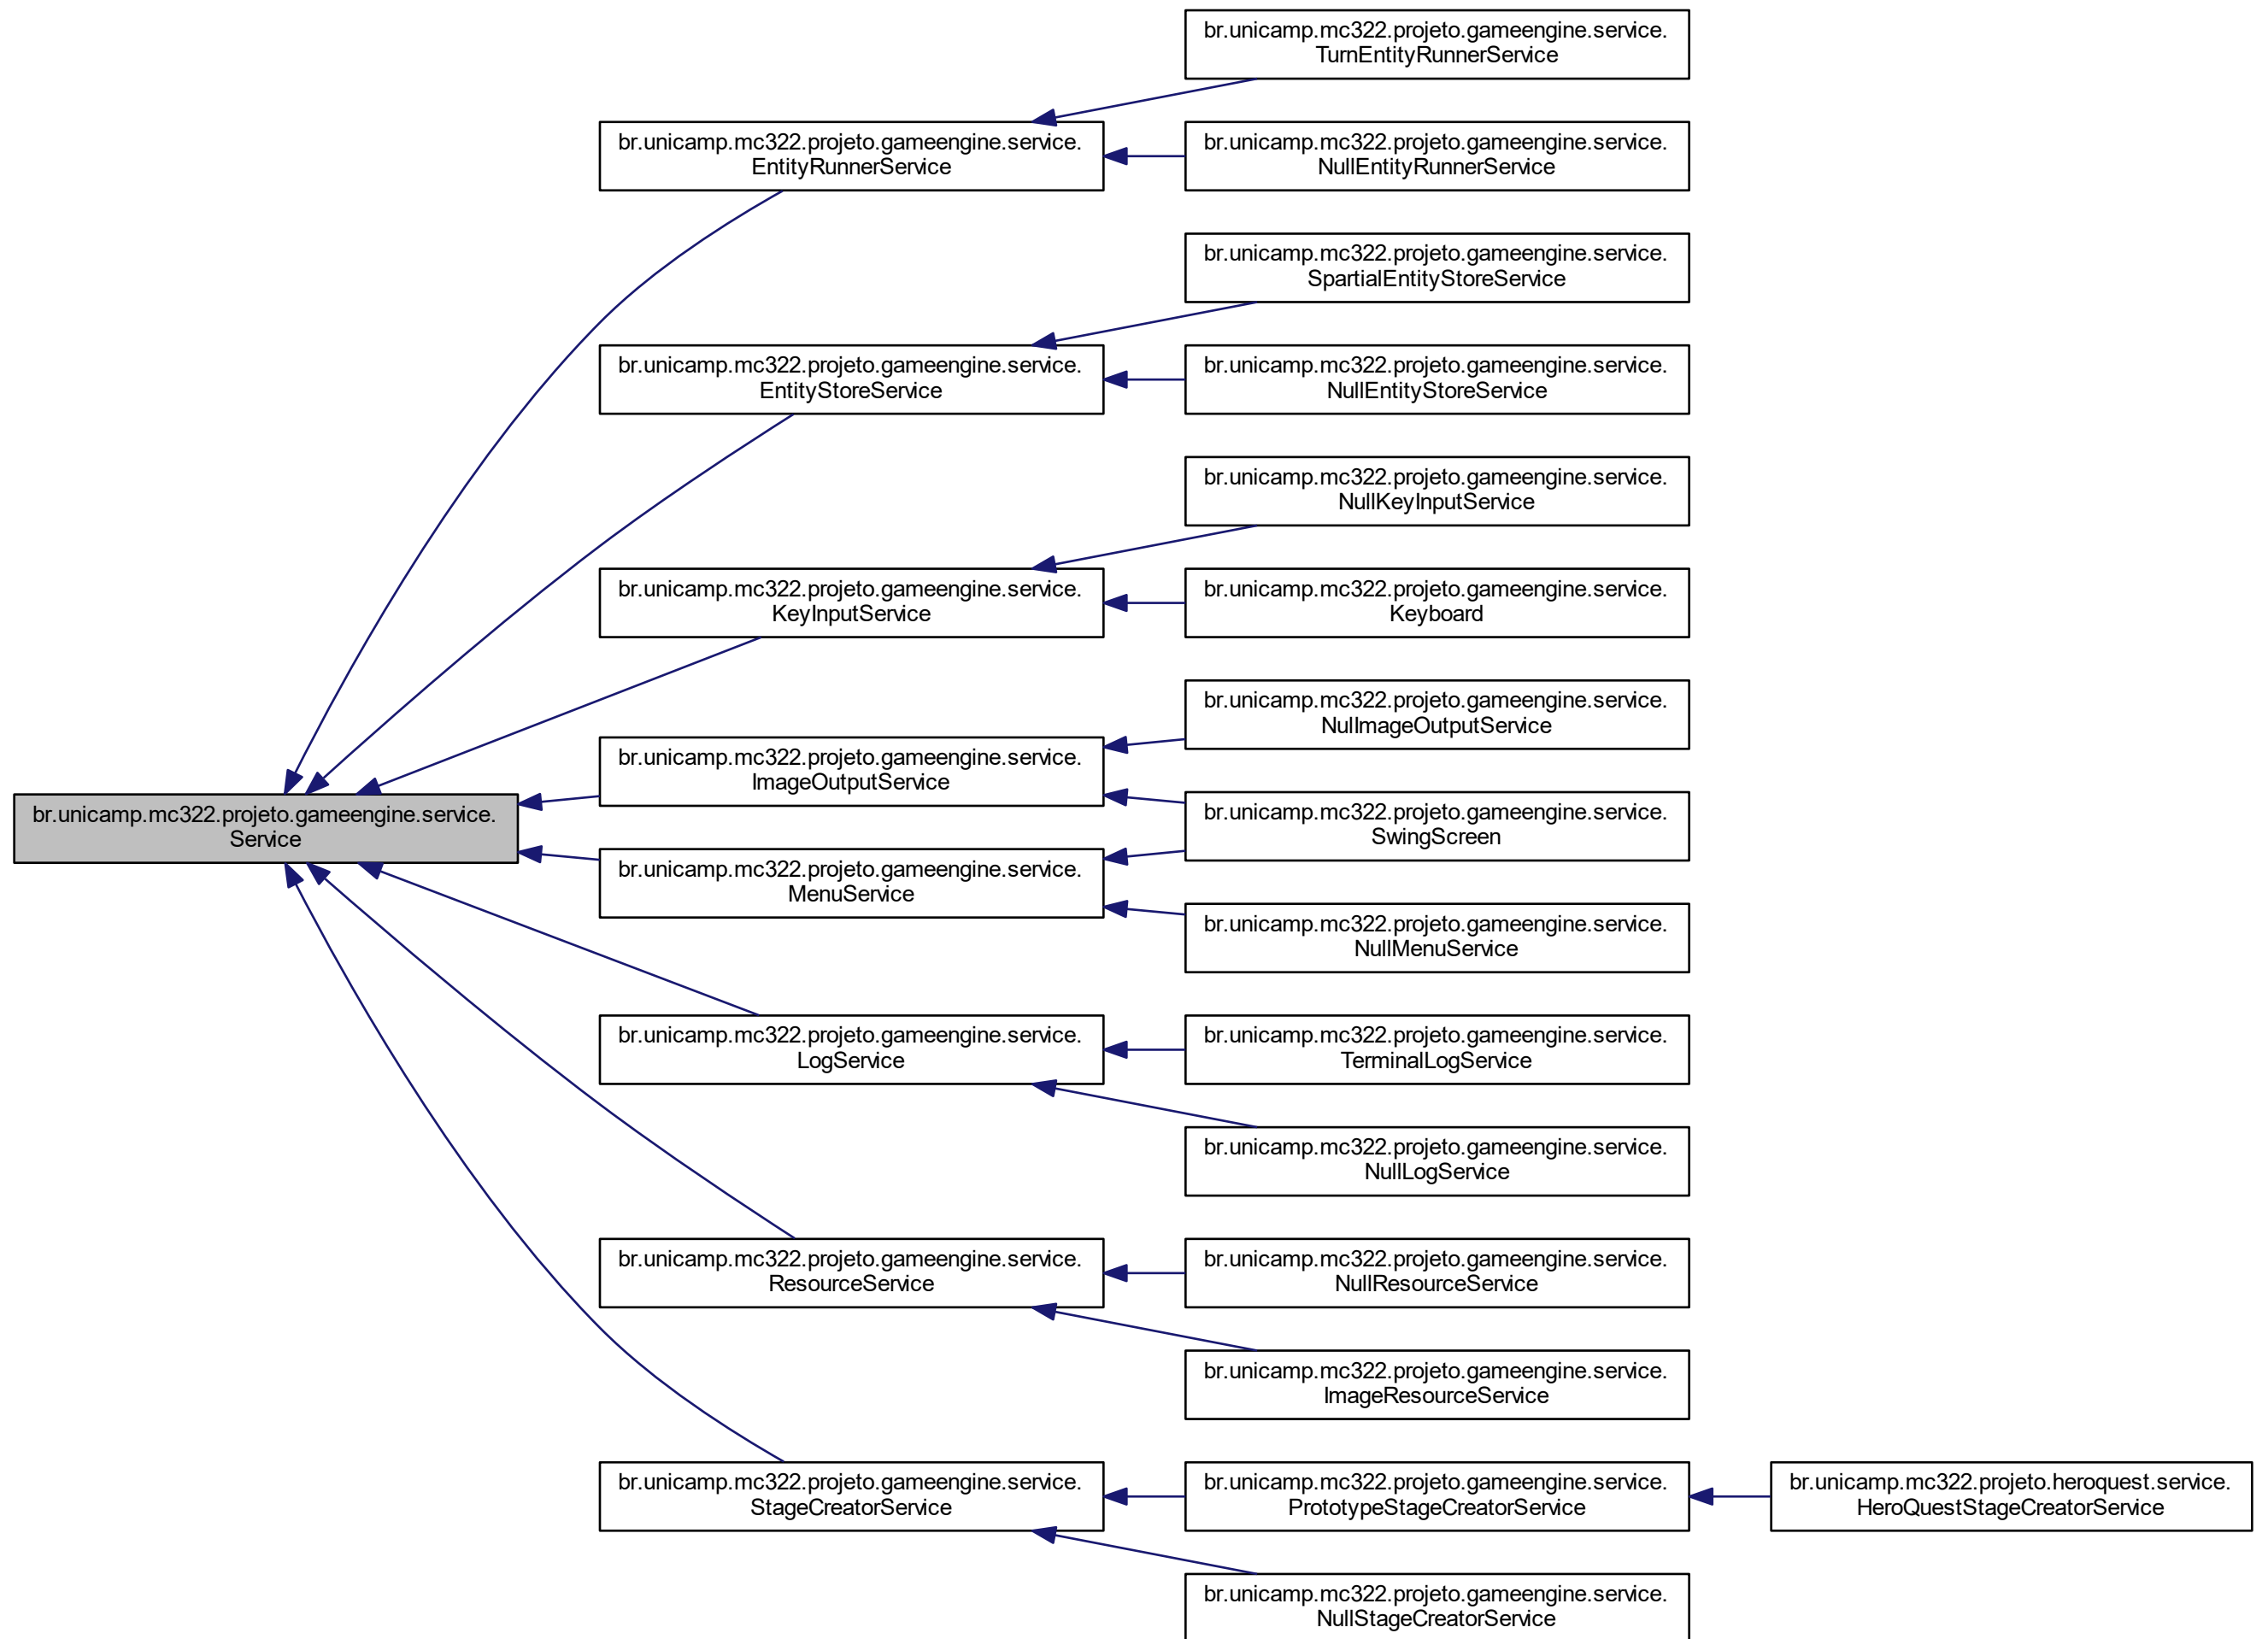 br.unicamp.mc322.projeto.gameengine.service.
TurnEntityRunnerService
br.unicamp.mc322.projeto.gameengine.service.
EntityRunnerService
br.unicamp.mc322.projeto.gameengine.service.
NullEntityRunnerService
br.unicamp.mc322.projeto.gameengine.service.
SpartialEntityStoreService
br.unicamp.mc322.projeto.gameengine.service.
EntityStoreService
br.unicamp.mc322.projeto.gameengine.service.
NullEntityStoreService
br.unicamp.mc322.projeto.gameengine.service.
NullKeyInputService
br.unicamp.mc322.projeto.gameengine.service.
KeyInputService
br.unicamp.mc322.projeto.gameengine.service.
Keyboard
br.unicamp.mc322.projeto.gameengine.service.
NullmageOutputService
br.unicamp.mc322.projeto.gameengine.service.
ImageOutputService
br.unicamp.mc322.projeto.gameengine.service.
SwingScreen
br.unicamp.mc322.projeto.gameengine.service.
Service
br.unicamp.mc322.projeto.gameengine.service.
MenuService
br.unicamp.mc322.projeto.gameengine.service.
NullMenuService
br.unicamp.mc322.projeto.gameengine.service.
LogService
br.unicamp.mc322.projeto.gameengine.service.
TerminalLogService
br.unicamp.mc322.projeto.gameengine.service.
NullLogService
br.unicamp.mc322.projeto.gameengine.service.
ResourceService
br.unicamp.mc322.projeto.gameengine.service.
NullResourceService
br.unicamp.mc322.projeto.gameengine.service.
ImageResourceService
br.unicamp.mc322.projeto.gameengine.service.
StageCreatorService
br.unicamp.mc322.projeto.gameengine.service.
PrototypeStageCreatorService
br.unicamp.mc322.projeto.heroquest.service.
HeroQuestStageCreatorService
br.unicamp.mc322.projeto.gameengine.service.
NullStageCreatorService